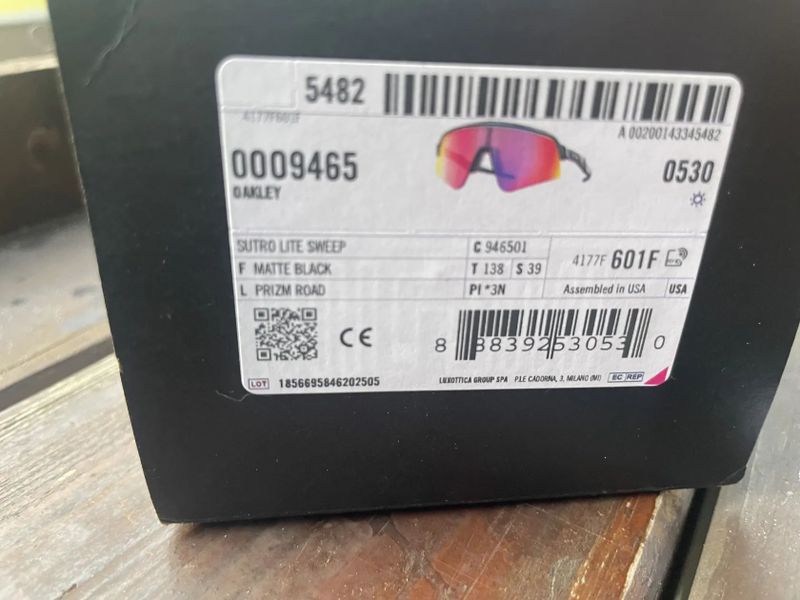 5482
4177F601F
A 00200143345482
0009465
0530
OAKLEY
SUTRO LITE SWEEP
C 946501
F MATTE BLACK
T 138 S 39
4177F 601F
L PRIZM ROAD
PI *3N
Assembled in USA
USA
CE
8 88392 53053 0
LOT 1856695846202505
LUXOTTICA GROUP SPA P.LE CADORNA, 3, MILANO (MI) EC REP